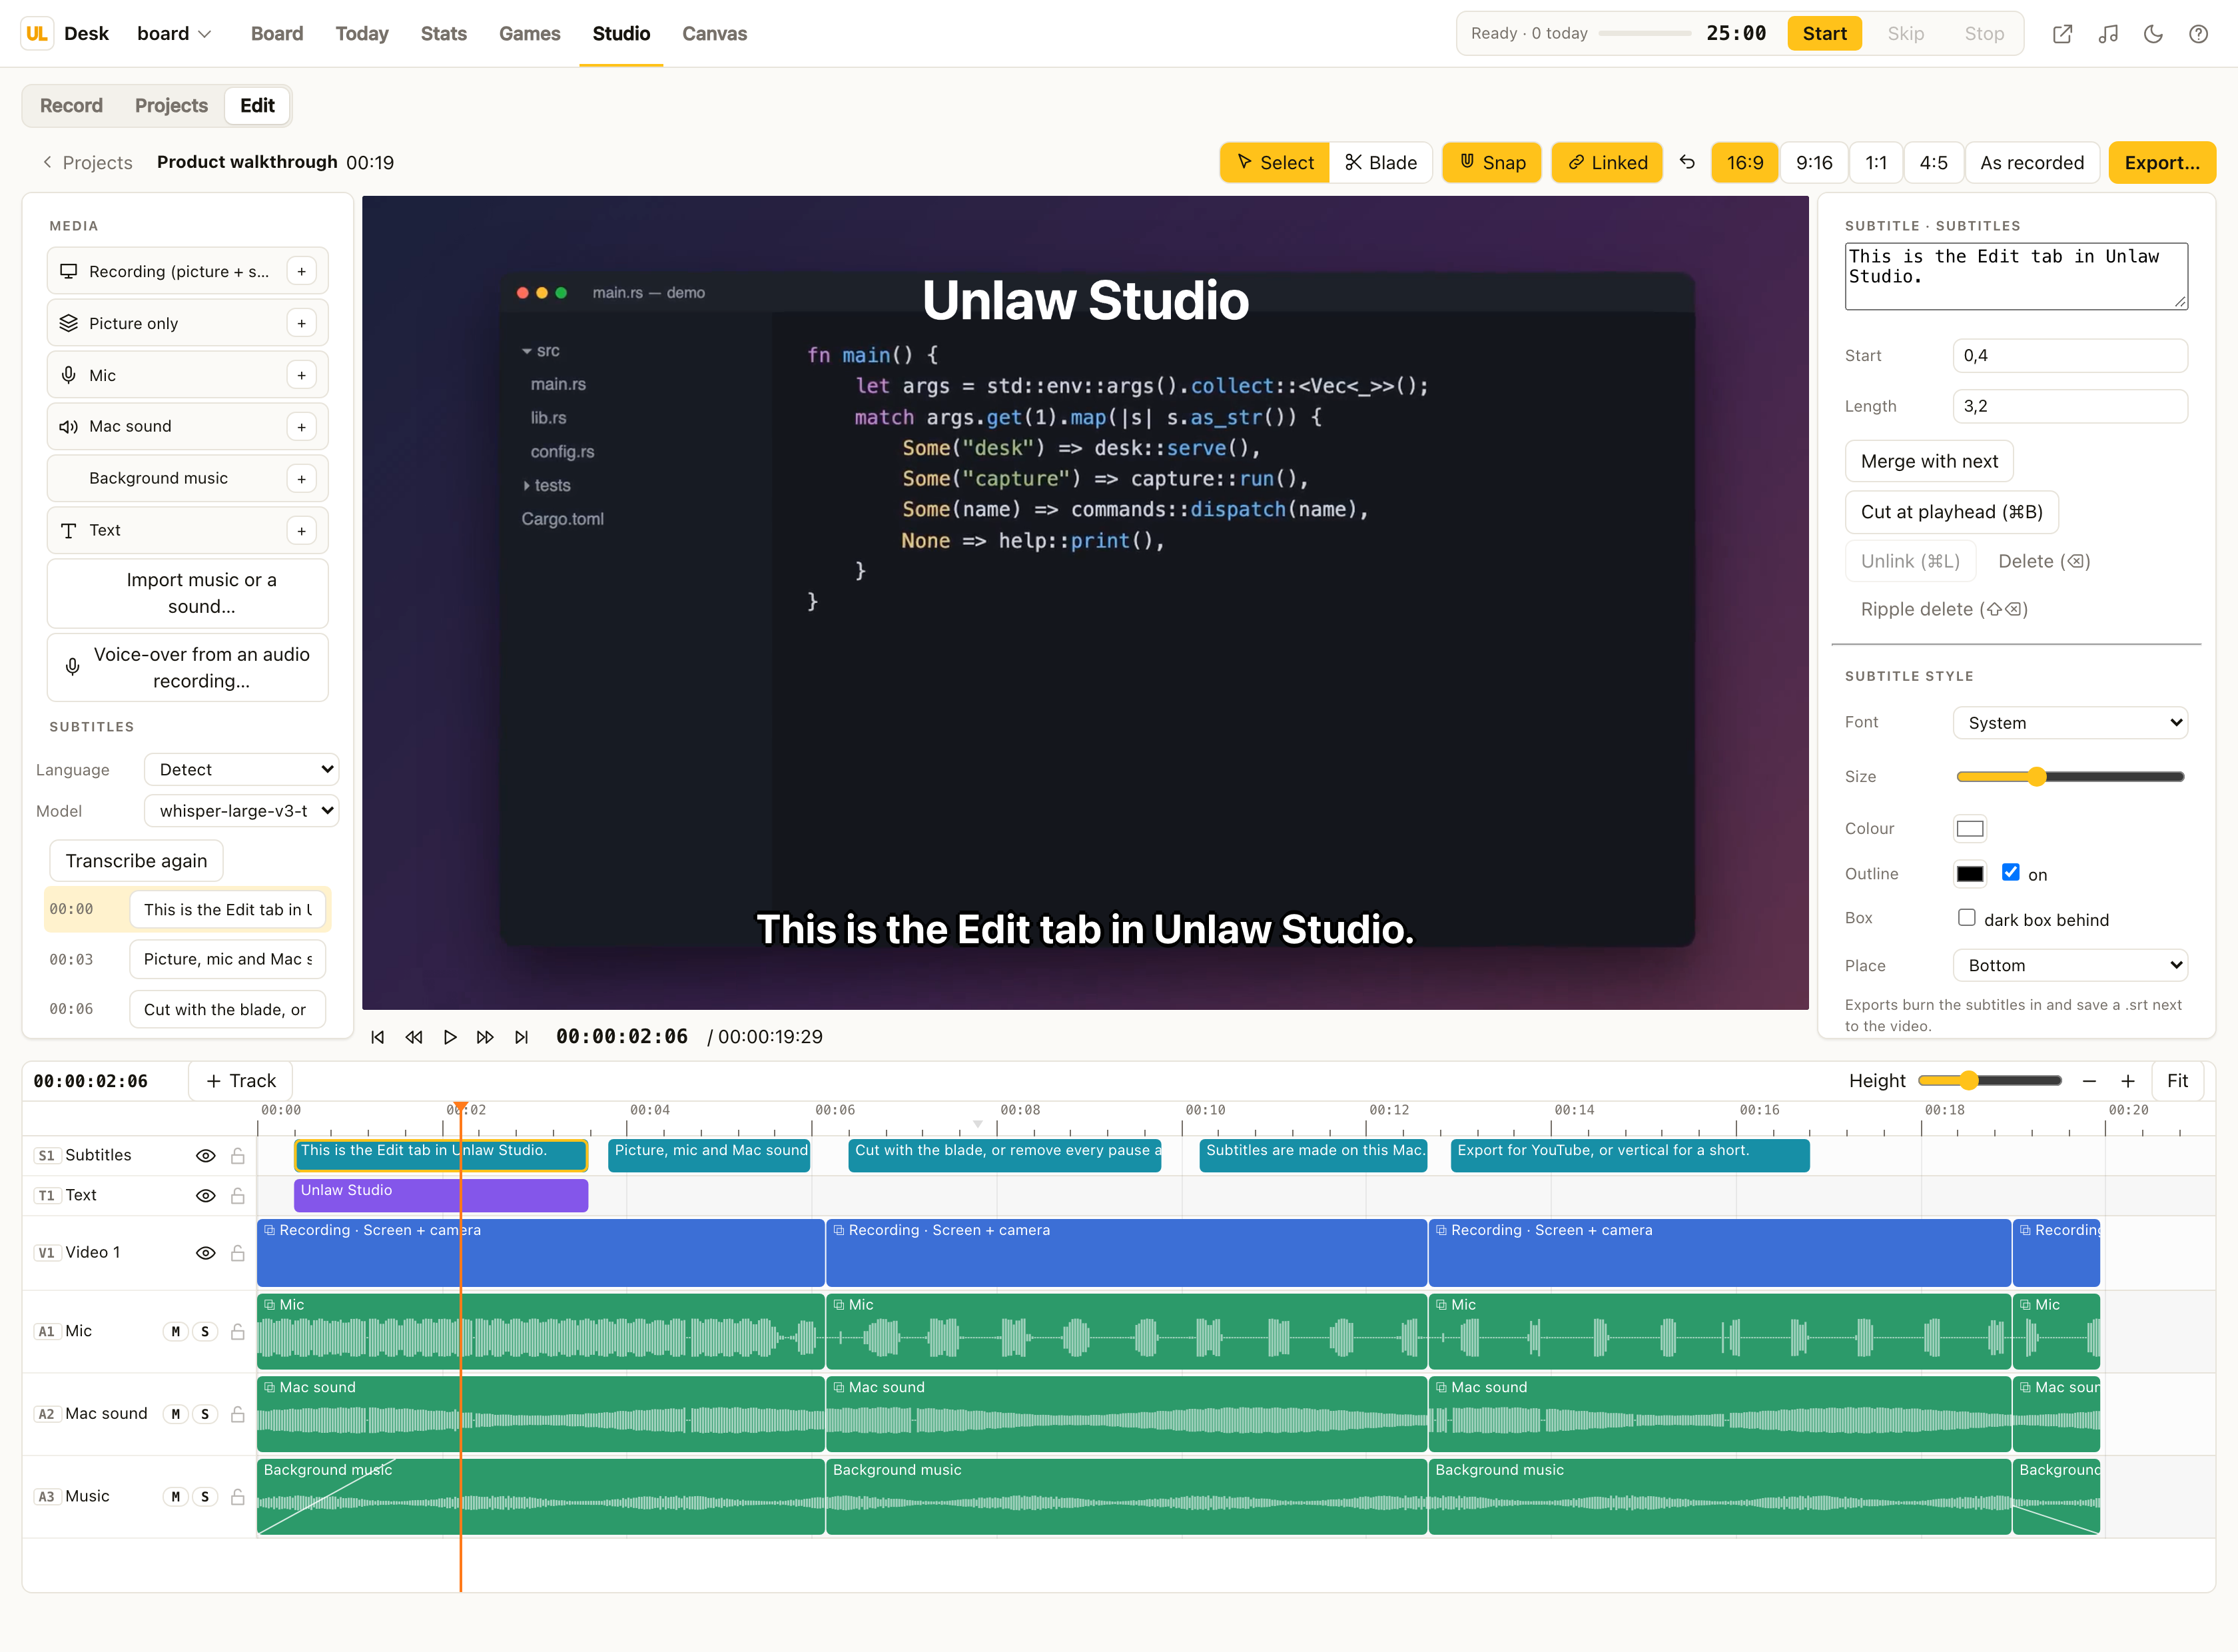 UL Desk board Board Today Stats Games Studio Canvas Ready · 0 today 25:00 Start Skip Stop
Record Projects Edit
Projects Product walkthrough 00:19 Select Blade Snap Linked 16:9 9:16 1:1 4:5 As recorded Export...
MEDIA
Recording (picture + s... +
Picture only +
Mic +
Mac sound +
Background music +
Text +
Import music or a
sound...
Voice-over from an audio
recording...
SUBTITLES
Language Detect
Model whisper-large-v3-t
Transcribe again
00:00 This is the Edit tab in U
00:03 Picture, mic and Mac s
00:06 Cut with the blade, or
main.rs — demo
Unlaw Studio
src
main.rs
lib.rs
config.rs
tests
Cargo.toml
fn main() {
let args = std::env::args().collect::<Vec<_>>();
match args.get(1).map(|s| s.as_str()) {
Some("desk") => desk::serve(),
Some("capture") => capture::run(),
Some(name) => commands::dispatch(name),
None => help::print(),
}
}
This is the Edit tab in Unlaw Studio.
00:00:02:06 / 00:00:19:29
SUBTITLE · SUBTITLES
This is the Edit tab in Unlaw
Studio.
Start 0,4
Length 3,2
Merge with next
Cut at playhead (⌘B)
Unlink (⌘L) Delete (⌫)
Ripple delete (⇧⌫)
SUBTITLE STYLE
Font System
Size
Colour
Outline on
Box dark box behind
Place Bottom
Exports burn the subtitles in and save a .srt next
to the video.
00:00:02:06 + Track Height − + Fit
00:00 00:02 00:04 00:06 00:08 00:10 00:12 00:14 00:16 00:18 00:20
S1 Subtitles This is the Edit tab in Unlaw Studio. Picture, mic and Mac sound Cut with the blade, or remove every pause a Subtitles are made on this Mac. Export for YouTube, or vertical for a short.
T1 Text Unlaw Studio
V1 Video 1 Recording · Screen + camera Recording · Screen + camera Recording · Screen + camera Recording
A1 Mic M S Mic Mic Mic Mic
A2 Mac sound M S Mac sound Mac sound Mac sound Mac soun
A3 Music M S Background music Background music Background music Background